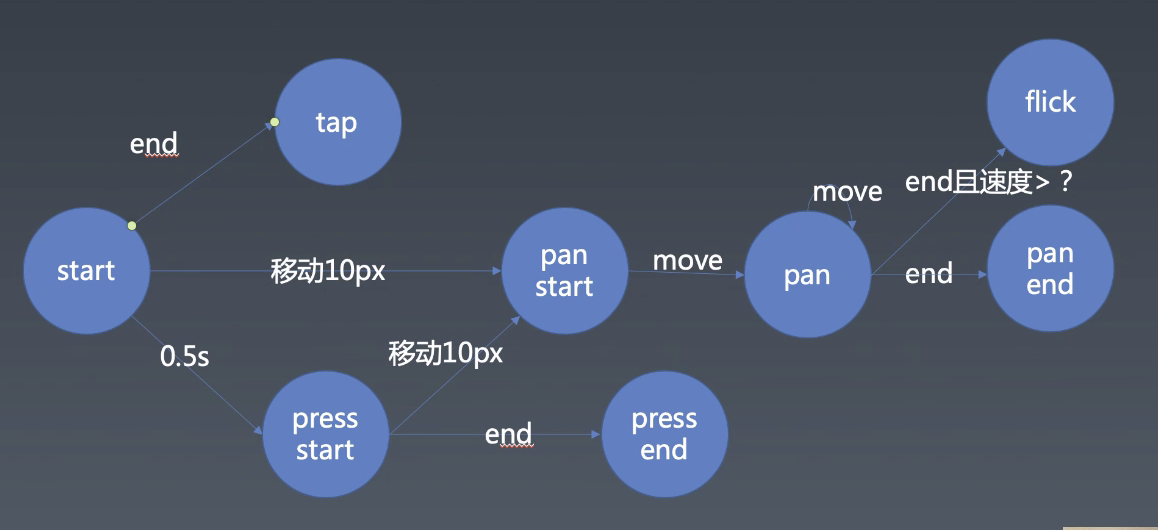 flick
tap
end
move
end且速度>？
start
移动10px
pan
start
move
pan
end
pan
end
0.5s
移动10px
press
start
end
press
end